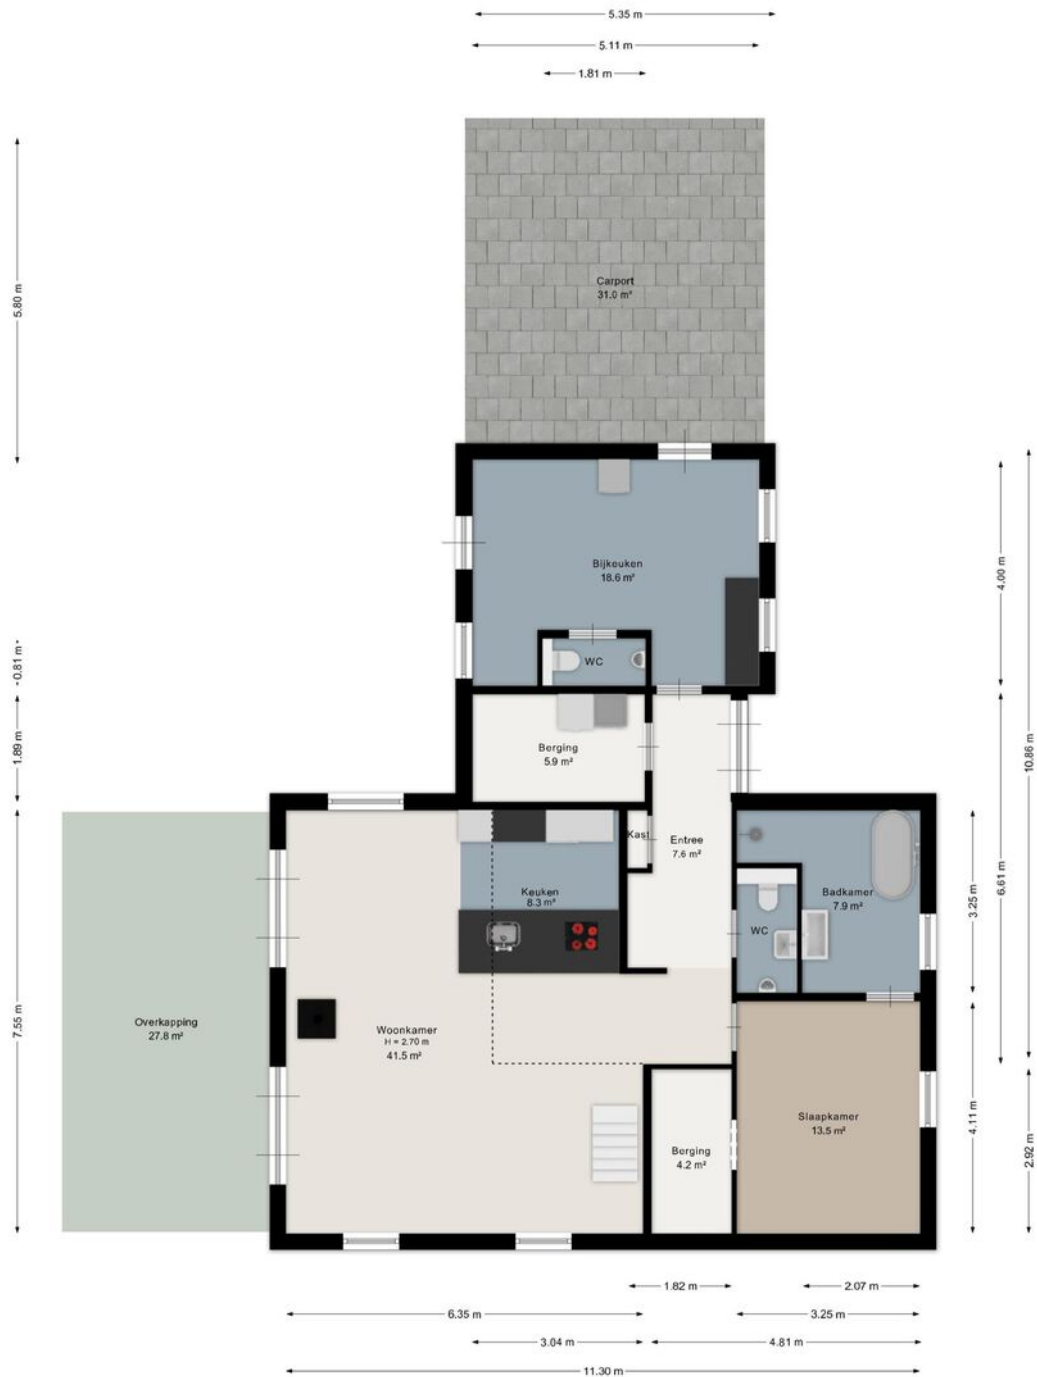 5.35 m
5.11 m
1.81 m
5.80 m
Carport
31.0 m²
Bijkeuken
18.6 m²
4.00 m
WC
0.81 m
1.89 m
Berging
5.9 m²
10.86 m
Kast
Entree
7.6 m²
6.61 m
Keuken
8.3 m²
Badkamer
7.9 m²
3.25 m
WC
7.55 m
Overkapping
27.8 m²
Woonkamer
H = 2.70 m
41.5 m²
Slaapkamer
13.5 m²
4.11 m
Berging
4.2 m²
2.92 m
1.82 m
2.07 m
6.35 m
3.25 m
3.04 m
4.81 m
11.30 m